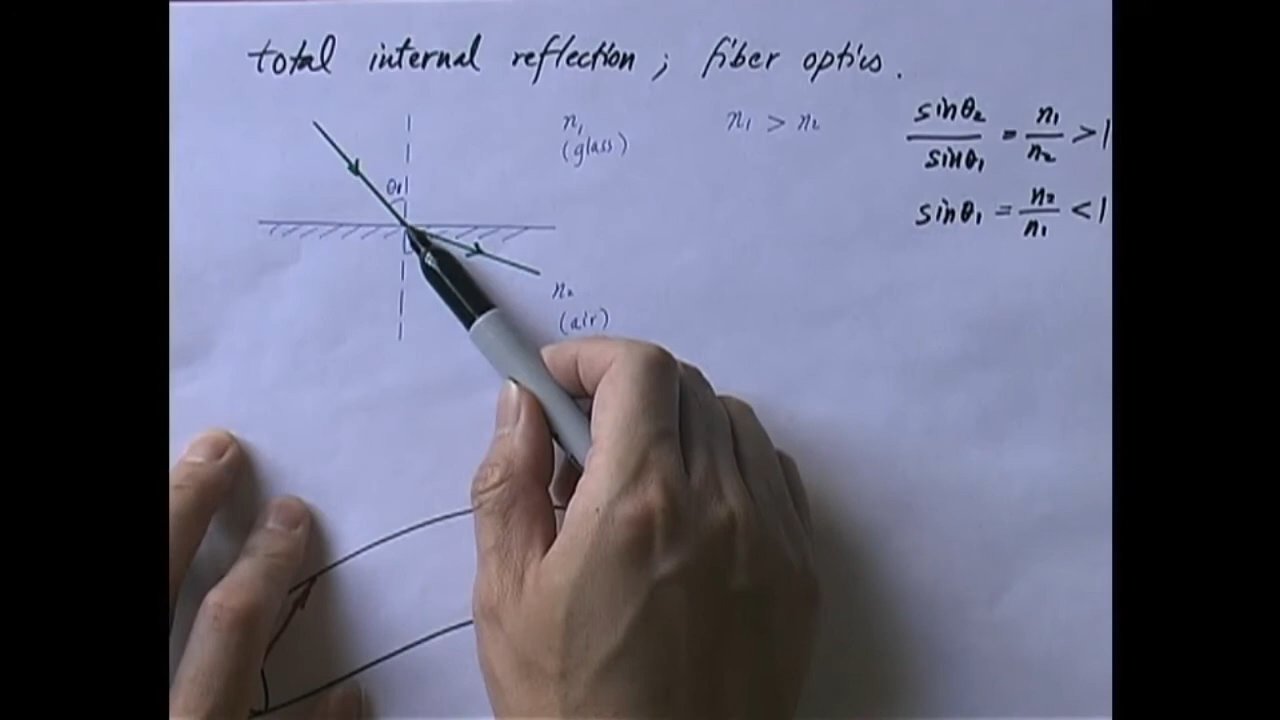 total internal reflection ; fiber optics .
n₁
(glass)
n₁ > n₂
sinθ₂/sinθ₁ = n₁/n₂ > 1
sinθ₁ = n₂/n₁ < 1
θ₁
n₂
(air)